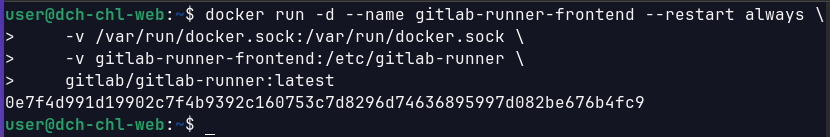 user@dch-chl-web:~$ docker run -d --name gitlab-runner-frontend --restart always \
>     -v /var/run/docker.sock:/var/run/docker.sock \
>     -v gitlab-runner-frontend:/etc/gitlab-runner \
>     gitlab/gitlab-runner:latest
0e7f4d991d19902c7f4b9392c160753c7d8296d74636895997d082be676b4fc9
user@dch-chl-web:~$ _